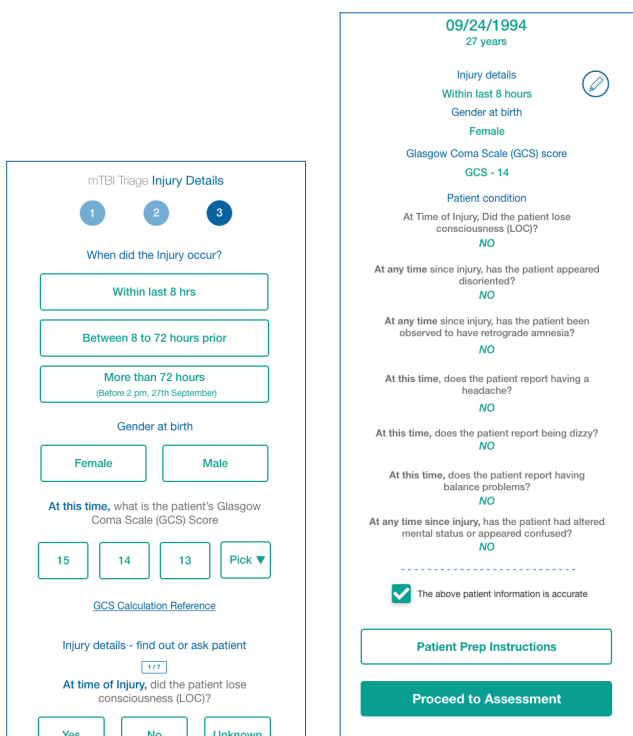 mTBI Triage Injury Details
1 2 3
When did the Injury occur?
Within last 8 hrs
Between 8 to 72 hours prior
More than 72 hours
(Before 2 pm, 27th September)
Gender at birth
Female Male
At this time, what is the patient's Glasgow
Coma Scale (GCS) Score
15 14 13 Pick ▼
GCS Calculation Reference
Injury details - find out or ask patient
1 / 7
At time of Injury, did the patient lose
consciousness (LOC)?
Yes No Unknown
09/24/1994
27 years
Injury details
Within last 8 hours
Gender at birth
Female
Glasgow Coma Scale (GCS) score
GCS - 14
Patient condition
At Time of Injury, Did the patient lose
consciousness (LOC)?
NO
At any time since injury, has the patient appeared
disoriented?
NO
At any time since injury, has the patient been
observed to have retrograde amnesia?
NO
At this time, does the patient report having a
headache?
NO
At this time, does the patient report being dizzy?
NO
At this time, does the patient report having
balance problems?
NO
At any time since injury, has the patient had altered
mental status or appeared confused?
NO
The above patient information is accurate
Patient Prep Instructions
Proceed to Assessment